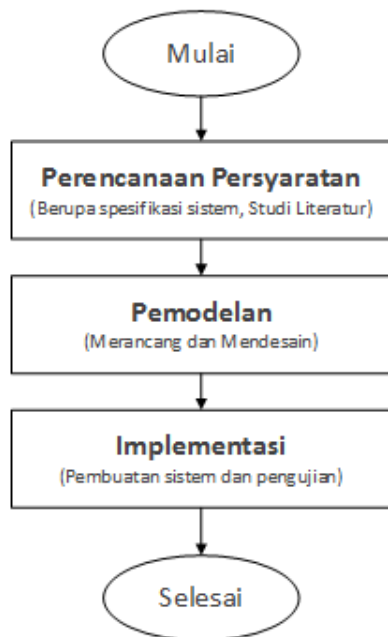 Mulai
Perencanaan Persyaratan
(Berupa spesifikasi sistem, Studi Literatur)
Pemodelan
(Merancang dan Mendesain)
Implementasi
(Pembuatan sistem dan pengujian)
Selesai